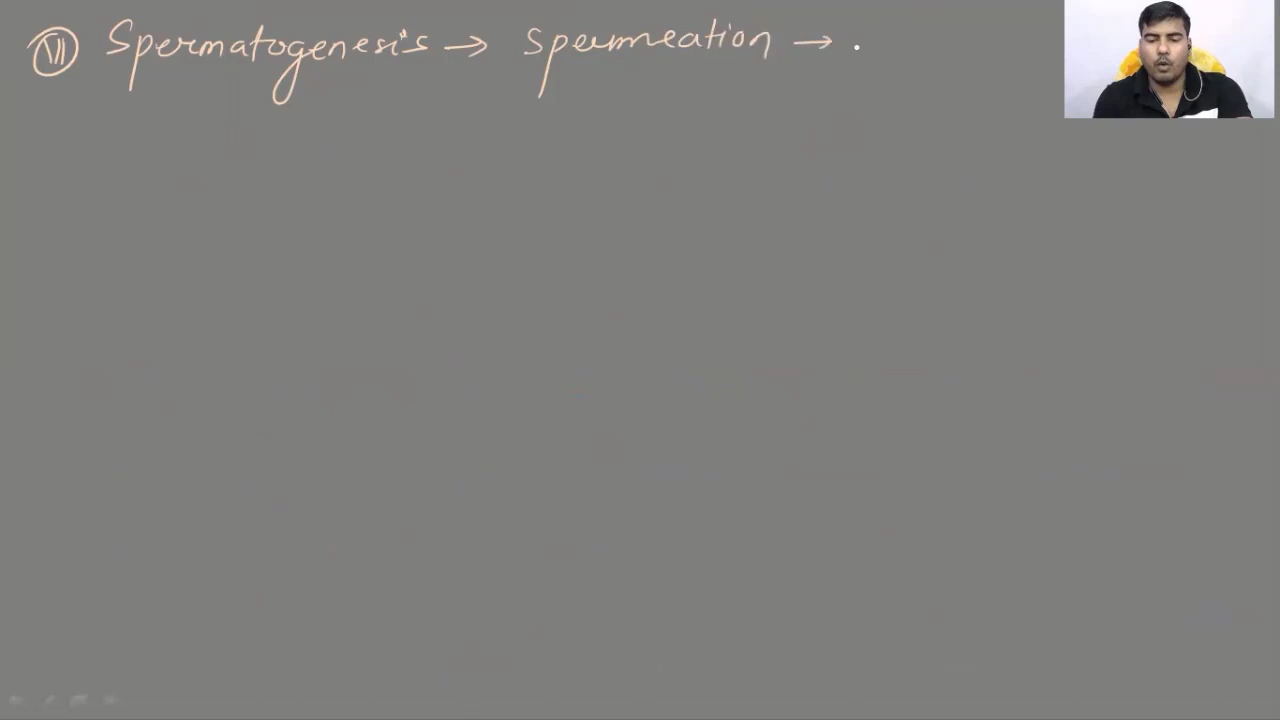 VI Spermatogenesis → Spermeation →